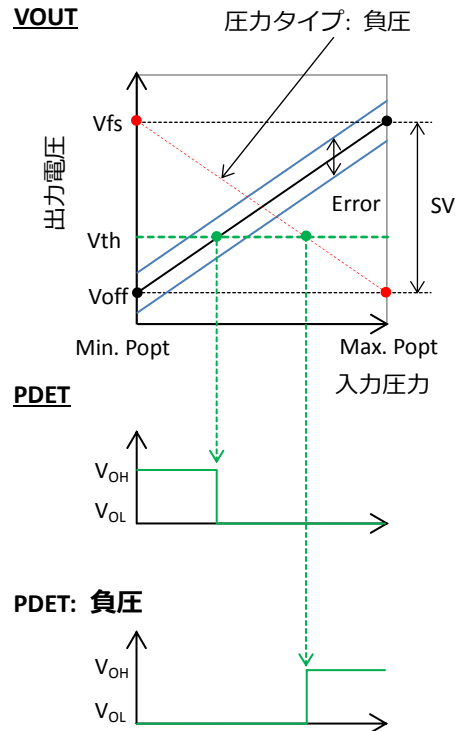 VOUT
圧力タイプ: 負圧
Vfs
出力電圧
Error
SV
Vth
Voff
Min. Popt
Max. Popt
入力圧力
PDET
VOH
VOL
PDET: 負圧
VOH
VOL